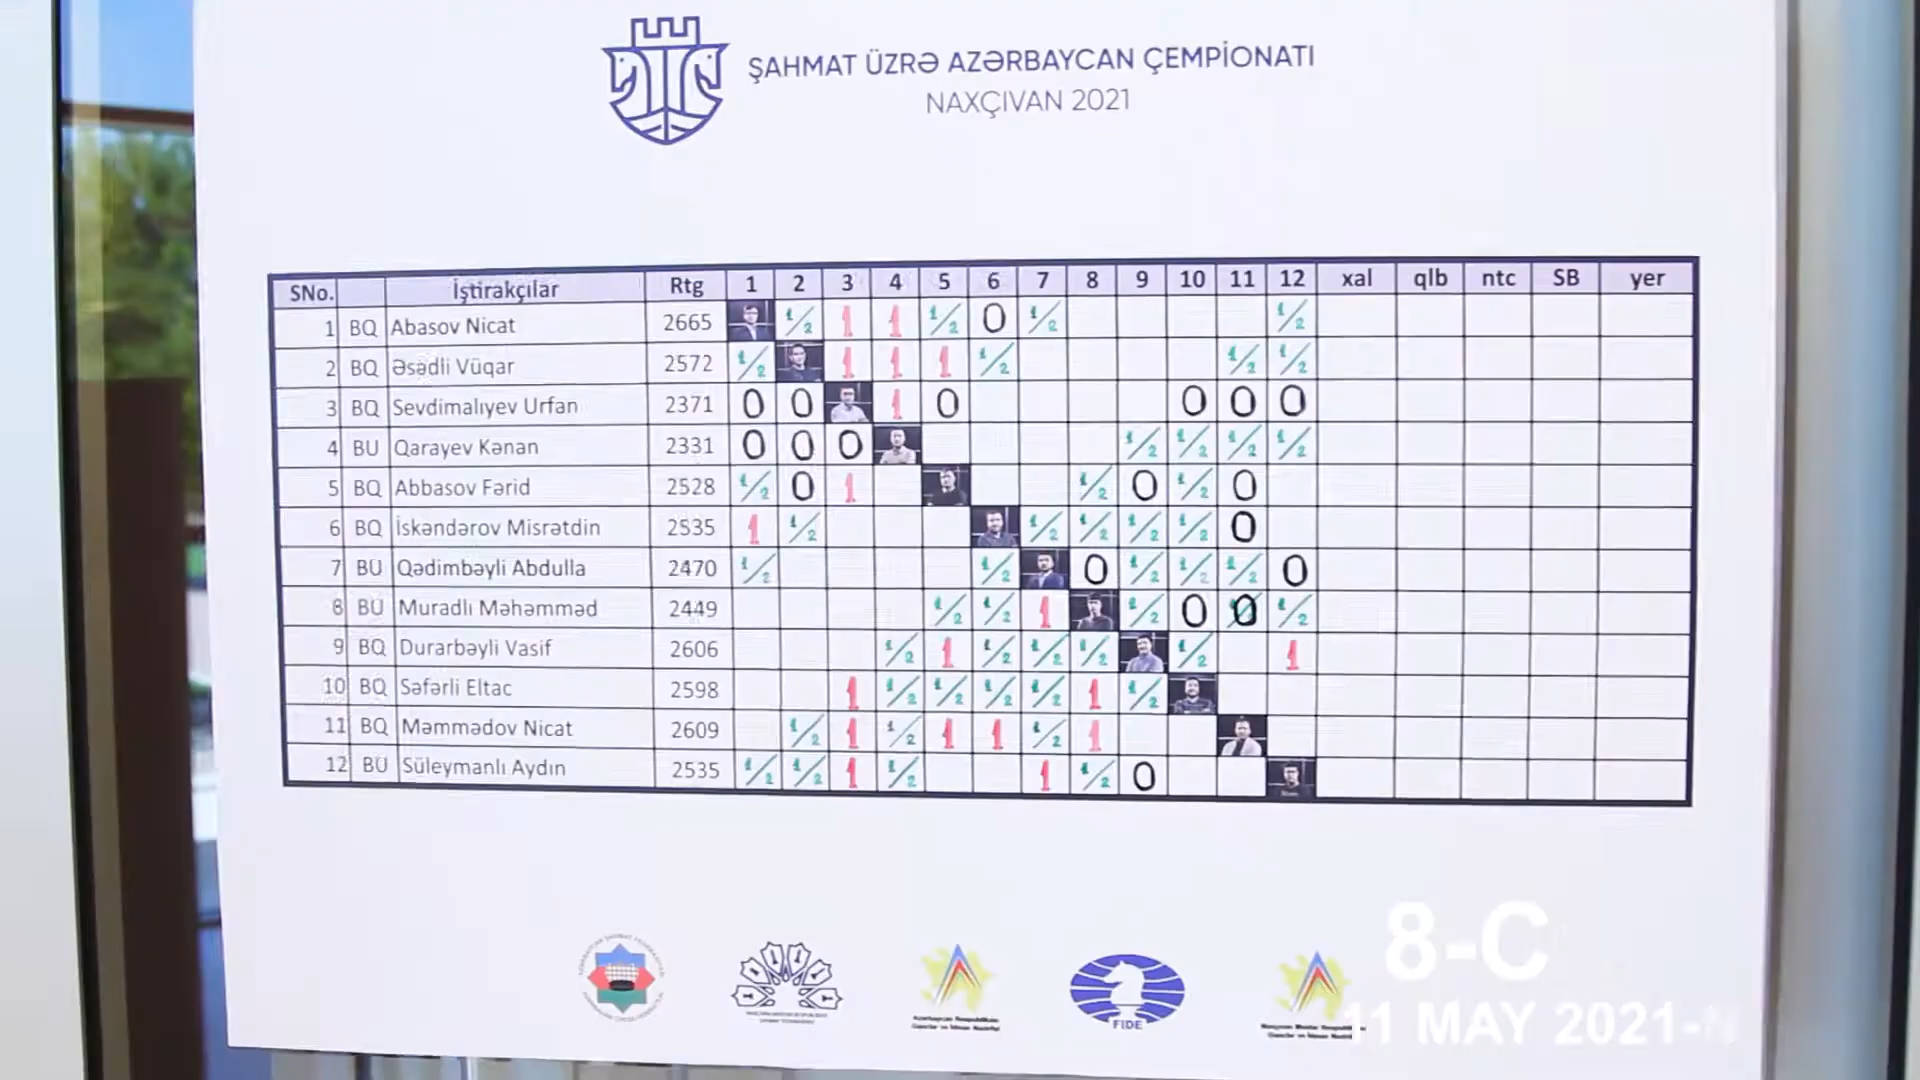 ŞAHMAT ÜZRƏ AZƏRBAYCAN ÇEMPİONATI
NAXÇIVAN 2021
SNo. İştirakçılar Rtg 1 2 3 4 5 6 7 8 9 10 11 12 xal qlb ntc SB yer
1 BQ Abasov Nicat 2665 1/2 1 1 1/2 0 1/2 1/2
2 BQ Əsədli Vüqar 2572 1/2 1 1 1 1/2 1/2 1/2
3 BQ Sevdimalıyev Urfan 2371 0 0 1 0 0 0 0
4 BU Qarayev Kənan 2331 0 0 0 1/2 1/2 1/2 1/2
5 BQ Abbasov Fərid 2528 1/2 0 1 1/2 0 1/2 0
6 BQ İskəndərov Misrətdin 2535 1 1/2 1/2 1/2 1/2 1/2 0
7 BU Qədimbəyli Abdulla 2470 1/2 1/2 0 1/2 1/2 1/2 0
8 BU Muradlı Məhəmməd 2449 1/2 1/2 1 1/2 0 0 1/2
9 BQ Durarbəyli Vasif 2606 1/2 1 1/2 1/2 1/2 1/2 1
10 BQ Səfərli Eltac 2598 1 1/2 1/2 1/2 1/2 1 1/2
11 BQ Məmmədov Nicat 2609 1/2 1 1/2 1 1 1/2 1
12 BU Süleymanlı Aydın 2535 1/2 1/2 1 1/2 1 1/2 0
FIDE
8-C
11 MAY 2021-N